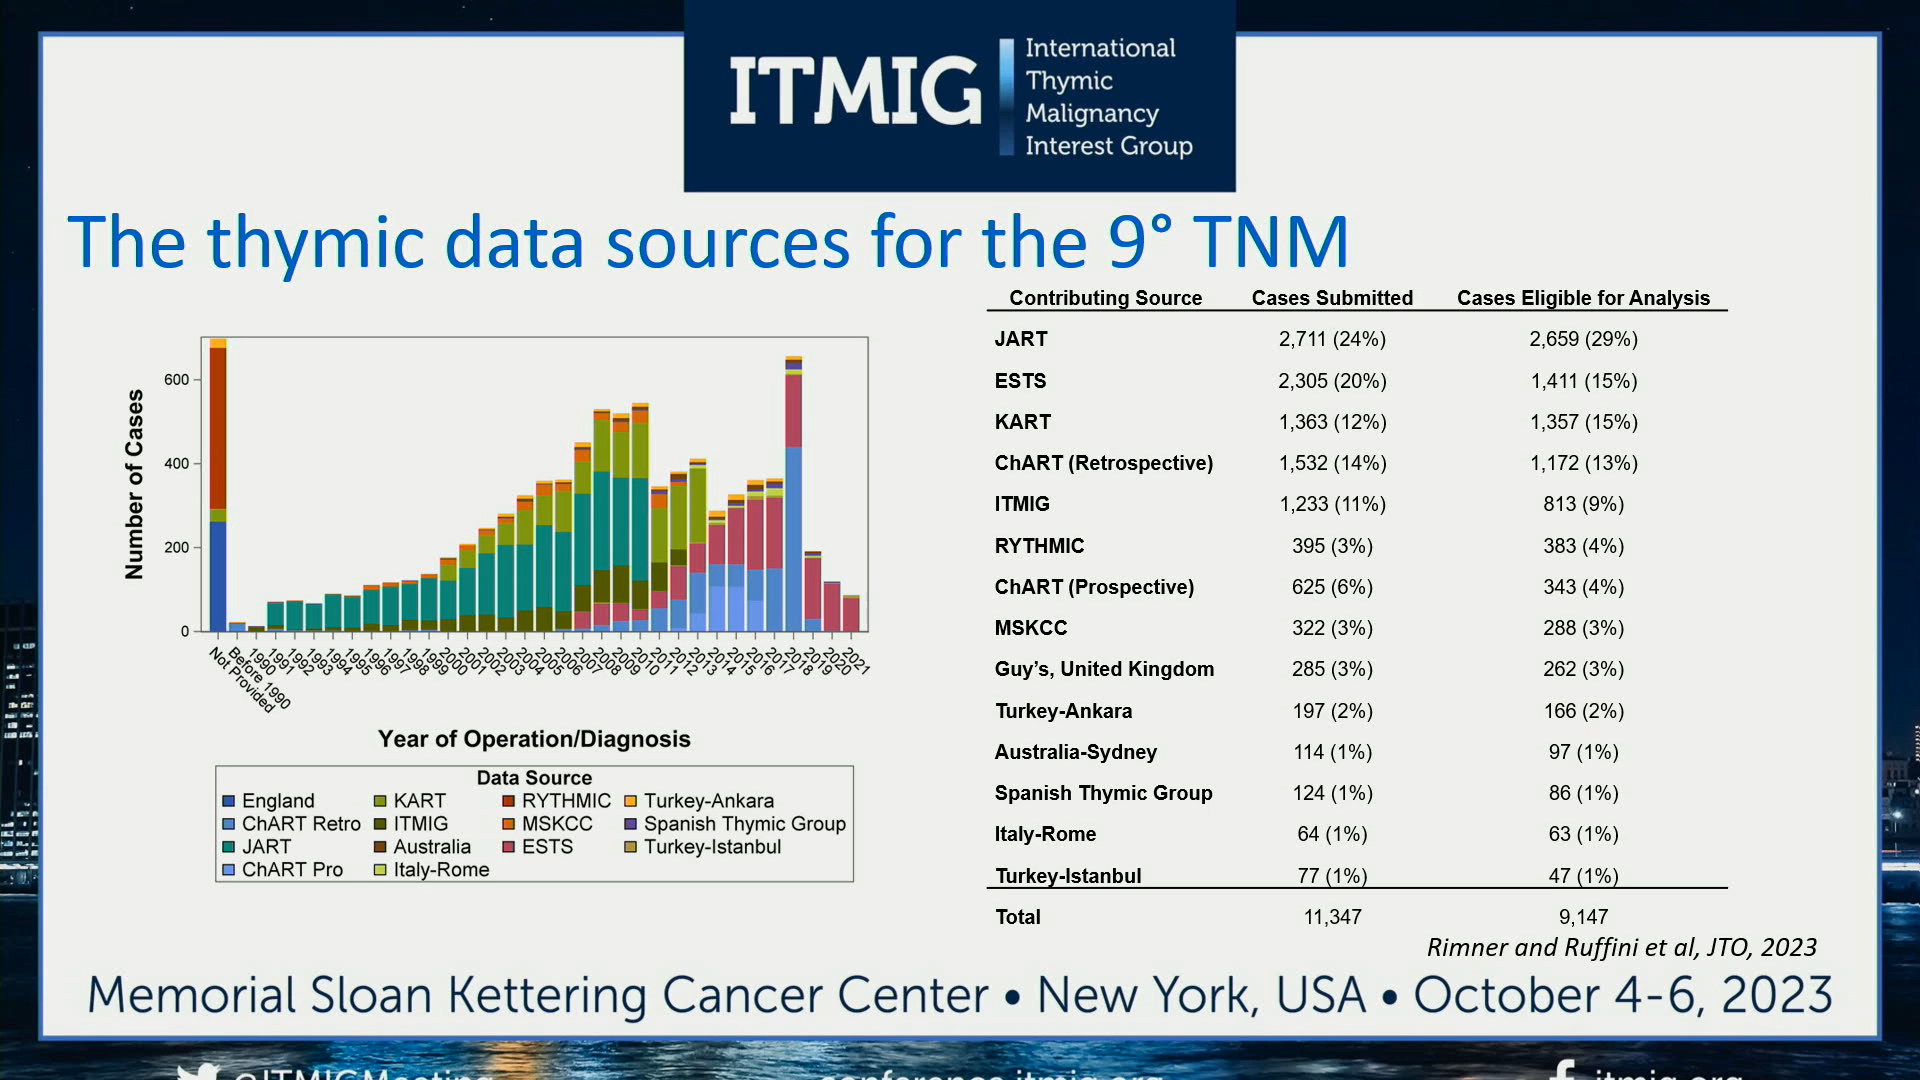 ITMIG
International
Thymic
Malignancy
Interest Group
The thymic data sources for the 9° TNM
Number of Cases
600
400
200
0
Not Provided
Before 1990
1990
1991
1992
1993
1994
1995
1996
1997
1998
1999
2000
2001
2002
2003
2004
2005
2006
2007
2008
2009
2010
2011
2012
2013
2014
2015
2016
2017
2018
2019
2020
2021
Year of Operation/Diagnosis
Data Source
England KART RYTHMIC Turkey-Ankara
ChART Retro ITMIG MSKCC Spanish Thymic Group
JART Australia ESTS Turkey-Istanbul
ChART Pro Italy-Rome
Contributing Source Cases Submitted Cases Eligible for Analysis
JART 2,711 (24%) 2,659 (29%)
ESTS 2,305 (20%) 1,411 (15%)
KART 1,363 (12%) 1,357 (15%)
ChART (Retrospective) 1,532 (14%) 1,172 (13%)
ITMIG 1,233 (11%) 813 (9%)
RYTHMIC 395 (3%) 383 (4%)
ChART (Prospective) 625 (6%) 343 (4%)
MSKCC 322 (3%) 288 (3%)
Guy's, United Kingdom 285 (3%) 262 (3%)
Turkey-Ankara 197 (2%) 166 (2%)
Australia-Sydney 114 (1%) 97 (1%)
Spanish Thymic Group 124 (1%) 86 (1%)
Italy-Rome 64 (1%) 63 (1%)
Turkey-Istanbul 77 (1%) 47 (1%)
Total 11,347 9,147
Rimner and Ruffini et al, JTO, 2023
Memorial Sloan Kettering Cancer Center • New York, USA • October 4-6, 2023
@ITMIGMeeting conference.itmig.org itmig.org